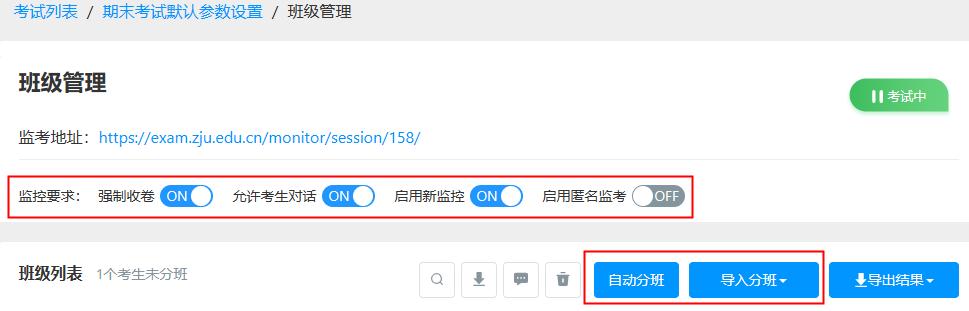 考试列表 / 期末考试默认参数设置 / 班级管理
班级管理
考试中
监考地址：https://exam.zju.edu.cn/monitor/session/158/
监控要求： 强制收卷 ON 允许考生对话 ON 启用新监控 ON 启用匿名监考 OFF
班级列表 1个考生未分班 自动分班 导入分班 导出结果